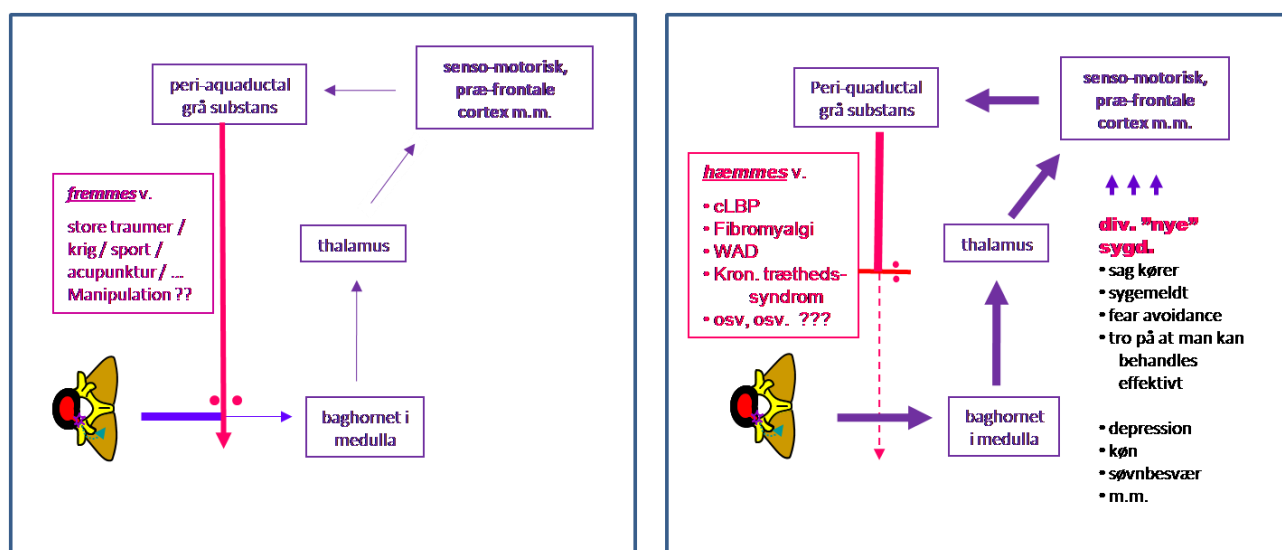 peri-aquaductal
grå substans
senso-motorisk,
præ-frontale
cortex m.m.
fremmes v.
store traumer /
krig / sport /
acupunktur / ...
Manipulation ??
thalamus
baghornet i
medulla
Peri-quaductal
grå substans
senso-motorisk,
præ-frontale
cortex m.m.
hæmmes v.
• cLBP
• Fibromyalgi
• WAD
• Kron. trætheds-
syndrom
• osv, osv. ???
thalamus
baghornet
i medulla
div. ”nye”
sygd.
• sag kører
• sygemeldt
• fear avoidance
• tro på at man kan
behandles
effektivt
• depression
• køn
• søvnbesvær
• m.m.